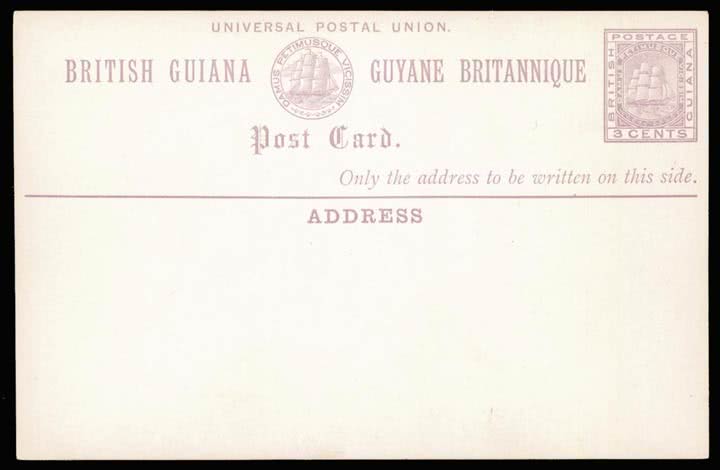 UNIVERSAL POSTAL UNION.
BRITISH GUIANA
DAMUS PETIMUSQUE VICISSIM
GUYANE BRITANNIQUE
POSTAGE
BRITISH
GUIANA
3 CENTS
Post Card.
Only the address to be written on this side.
ADDRESS